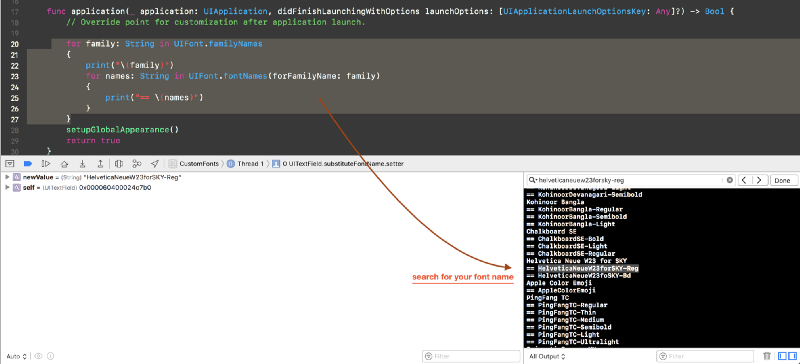 17 func application(_ application: UIApplication, didFinishLaunchingWithOptions launchOptions: [UIApplicationLaunchOptionsKey: Any]?) -> Bool {
18 // Override point for customization after application launch.
20 for family: String in UIFont.familyNames
21 {
22 print("\(family)")
23 for names: String in UIFont.fontNames(forFamilyName: family)
24 {
25 print("== \(names)")
26 }
27 }
28 setupGlobalAppearance()
29 return true
30 }
CustomFonts Thread 1 0 UITextField.substituteFontName.setter
newValue = (String) "HelveticaNeueW23forSKY-Reg"
self = (UITextField)
helveticaneuew23forsky-reg Done
== KohinoorDevanagari-Semibold
Kohinoor Bangla
== KohinoorBangla-Regular
== KohinoorBangla-Semibold
== KohinoorBangla-Light
Chalkboard SE
== ChalkboardSE-Bold
== ChalkboardSE-Light
== ChalkboardSE-Regular
Helvetica Neue W23 for SKY
== HelveticaNeueW23forSKY-Reg
== HelveticaNeueW23foSKY-Bd
Apple Color Emoji
== AppleColorEmoji
PingFang TC
== PingFangTC-Regular
== PingFangTC-Thin
== PingFangTC-Medium
== PingFangTC-Semibold
== PingFangTC-Light
== PingFangTC-Ultralight
search for your font name
Auto Filter All Output Filter